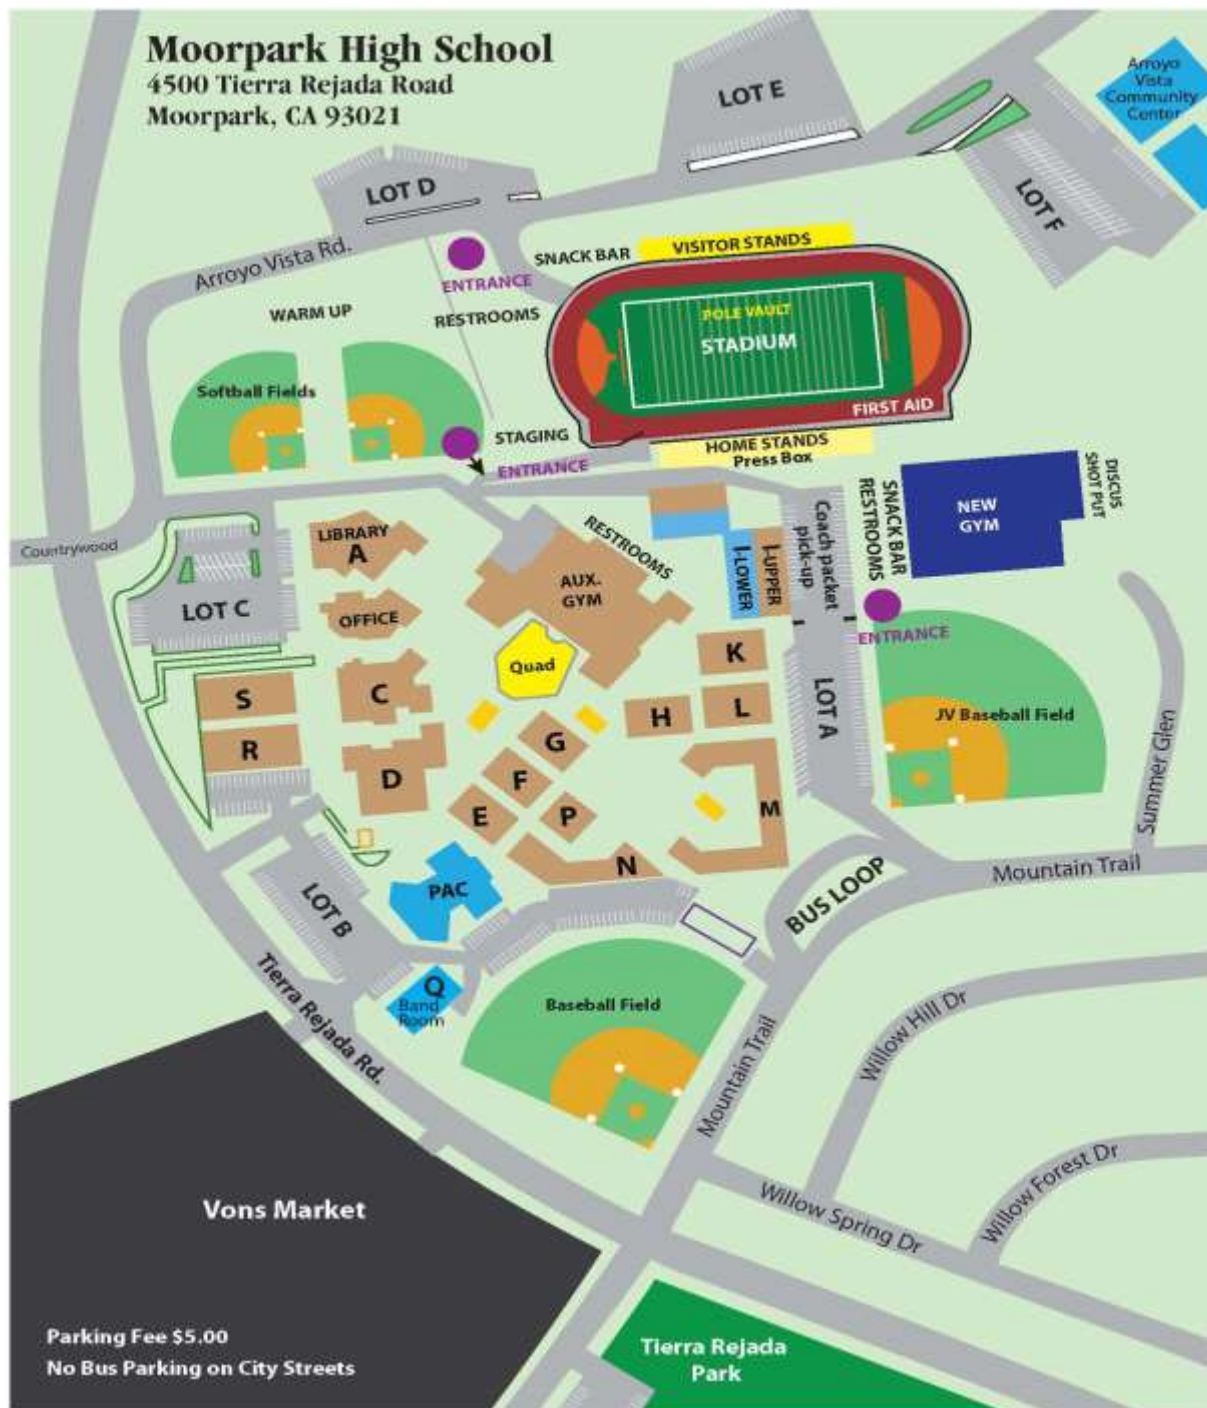 Moorpark High School
4500 Tierra Rejada Road
Moorpark, CA 93021
LOT E
Arroyo
Vista
Community
Center
LOT D
LOT F
Arroyo Vista Rd.
ENTRANCE
SNACK BAR
VISITOR STANDS
WARM UP
RESTROOMS
POLE VAULT
STADIUM
Softball Fields
FIRST AID
STAGING
ENTRANCE
HOME STANDS
Press Box
DISCUS
SHOT PUT
SNACK BAR
RESTROOMS
NEW
GYM
Coach packet
pick-up
Countrywood
LIBRARY
A
RESTROOMS
AUX.
GYM
I-LOWER
I-UPPER
LOT C
OFFICE
ENTRANCE
Quad
K
S
C
H
L
LOT A
JV Baseball Field
R
D
G
F
E
P
M
Summer Glen
N
PAC
LOT B
BUS LOOP
Mountain Trail
Q
Band
Room
Baseball Field
Tierra Rejada Rd.
Mountain Trail
Willow Hill Dr
Willow Forest Dr
Willow Spring Dr
Vons Market
Parking Fee $5.00
No Bus Parking on City Streets
Tierra Rejada
Park